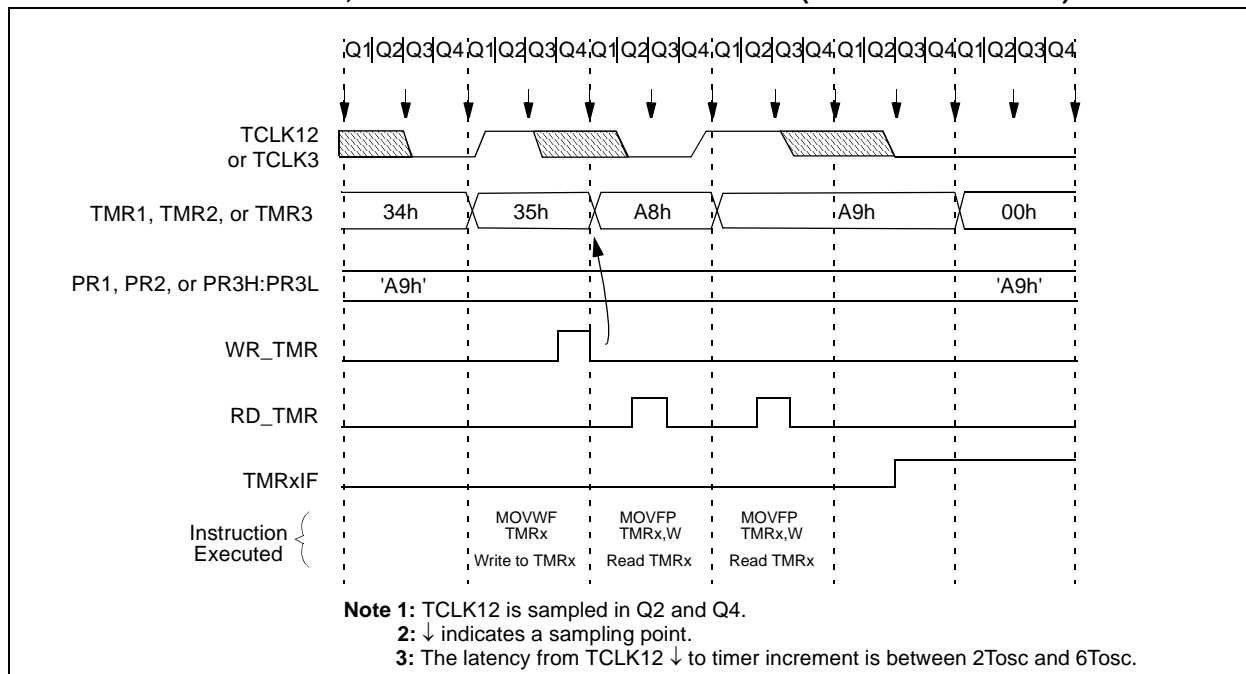 Q1 Q2 Q3 Q4 Q1 Q2 Q3 Q4 Q1 Q2 Q3 Q4 Q1 Q2 Q3 Q4 Q1 Q2 Q3 Q4 Q1 Q2 Q3 Q4
TCLK12
or TCLK3
TMR1, TMR2, or TMR3 34h 35h A8h A9h 00h
PR1, PR2, or PR3H:PR3L 'A9h' 'A9h'
WR_TMR
RD_TMR
TMRxIF
Instruction
Executed
MOVWF
TMRx
Write to TMRx
MOVFP
TMRx,W
Read TMRx
MOVFP
TMRx,W
Read TMRx
Note 1: TCLK12 is sampled in Q2 and Q4.
2: ↓ indicates a sampling point.
3: The latency from TCLK12 ↓ to timer increment is between 2Tosc and 6Tosc.